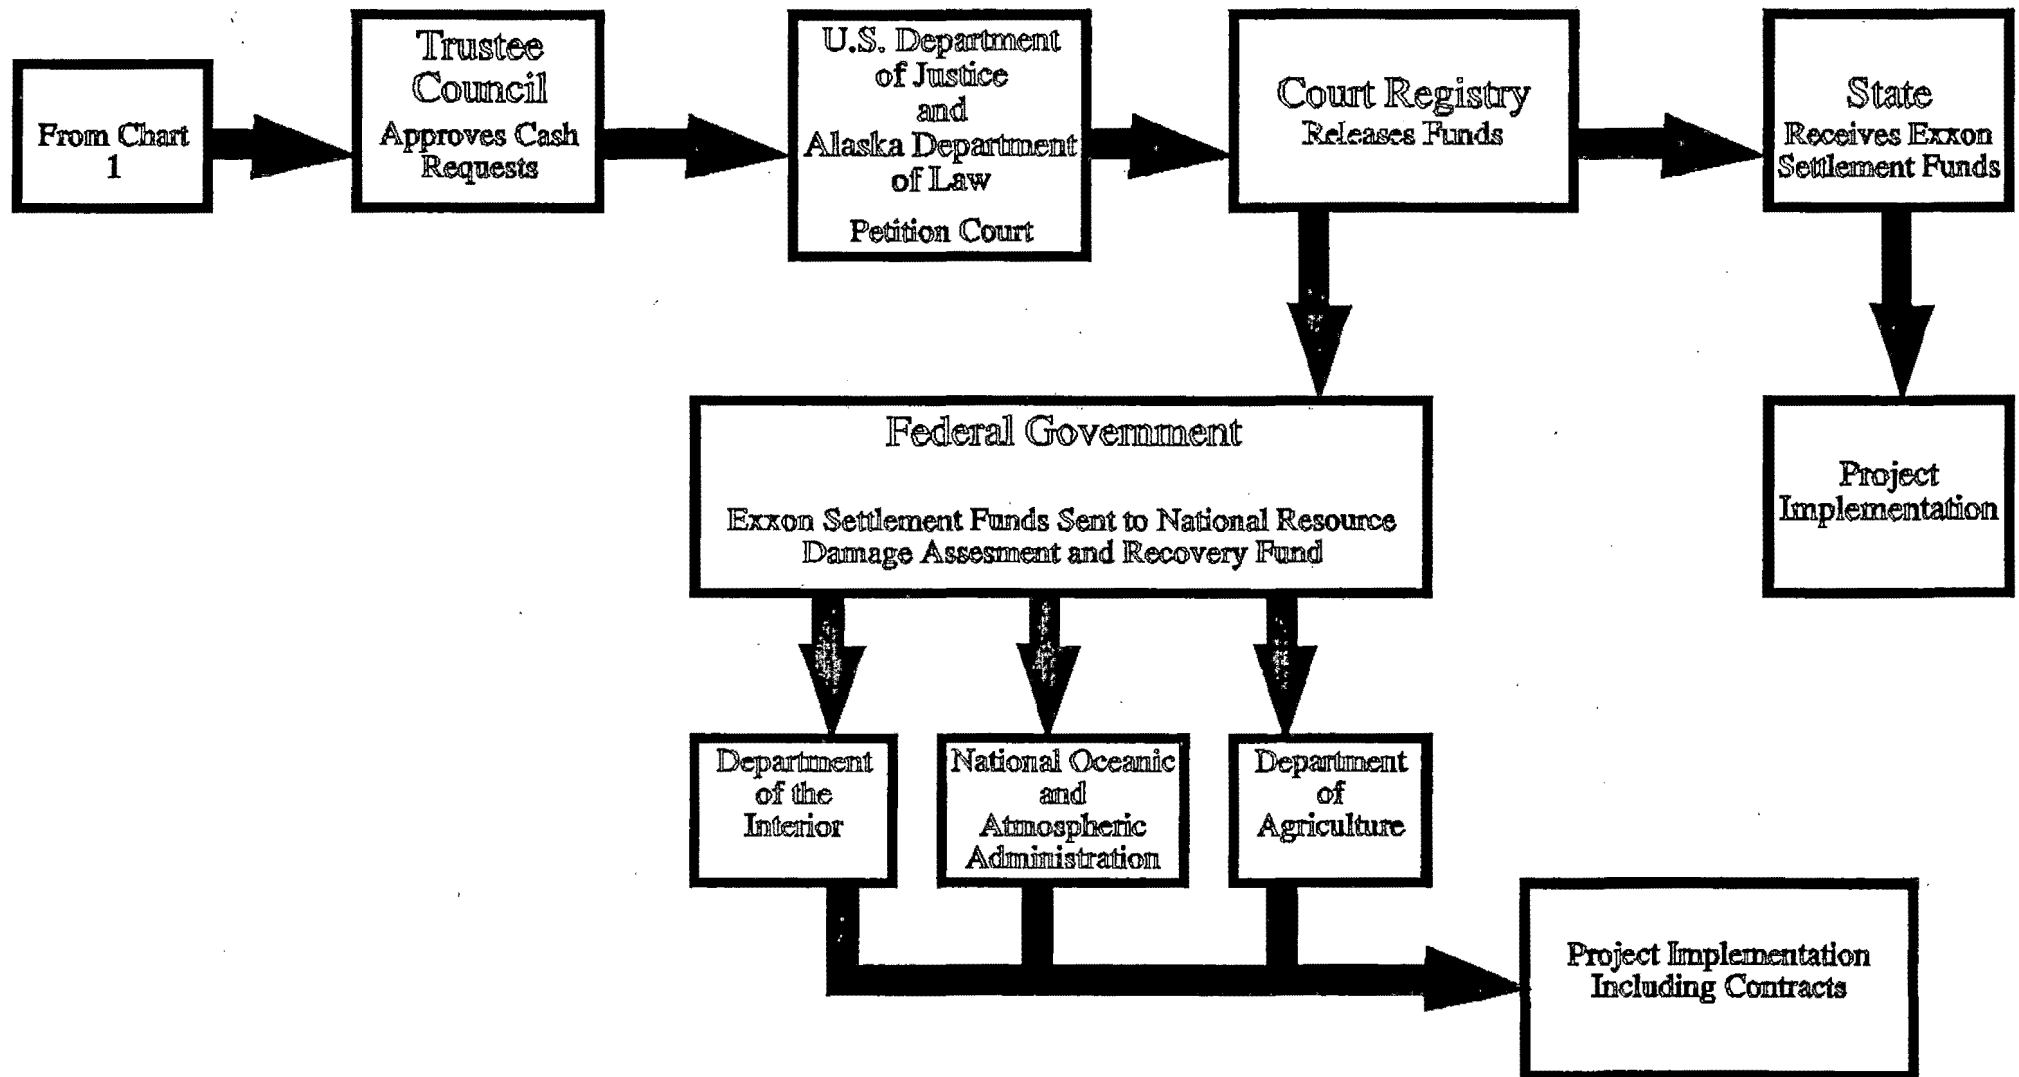 From Chart
1
Trustee
Council
Approves Cash
Requests
U.S. Department
of Justice
and
Alaska Department
of Law
Petition Court
Court Registry
Releases Funds
State
Receives Exxon
Settlement Funds
Federal Government
Exxon Settlement Funds Sent to National Resource
Damage Assesment and Recovery Fund
Project
Implementation
Department
of the
Interior
National Oceanic
and
Atmospheric
Administration
Department
of
Agriculture
Project Implementation
Including Contracts